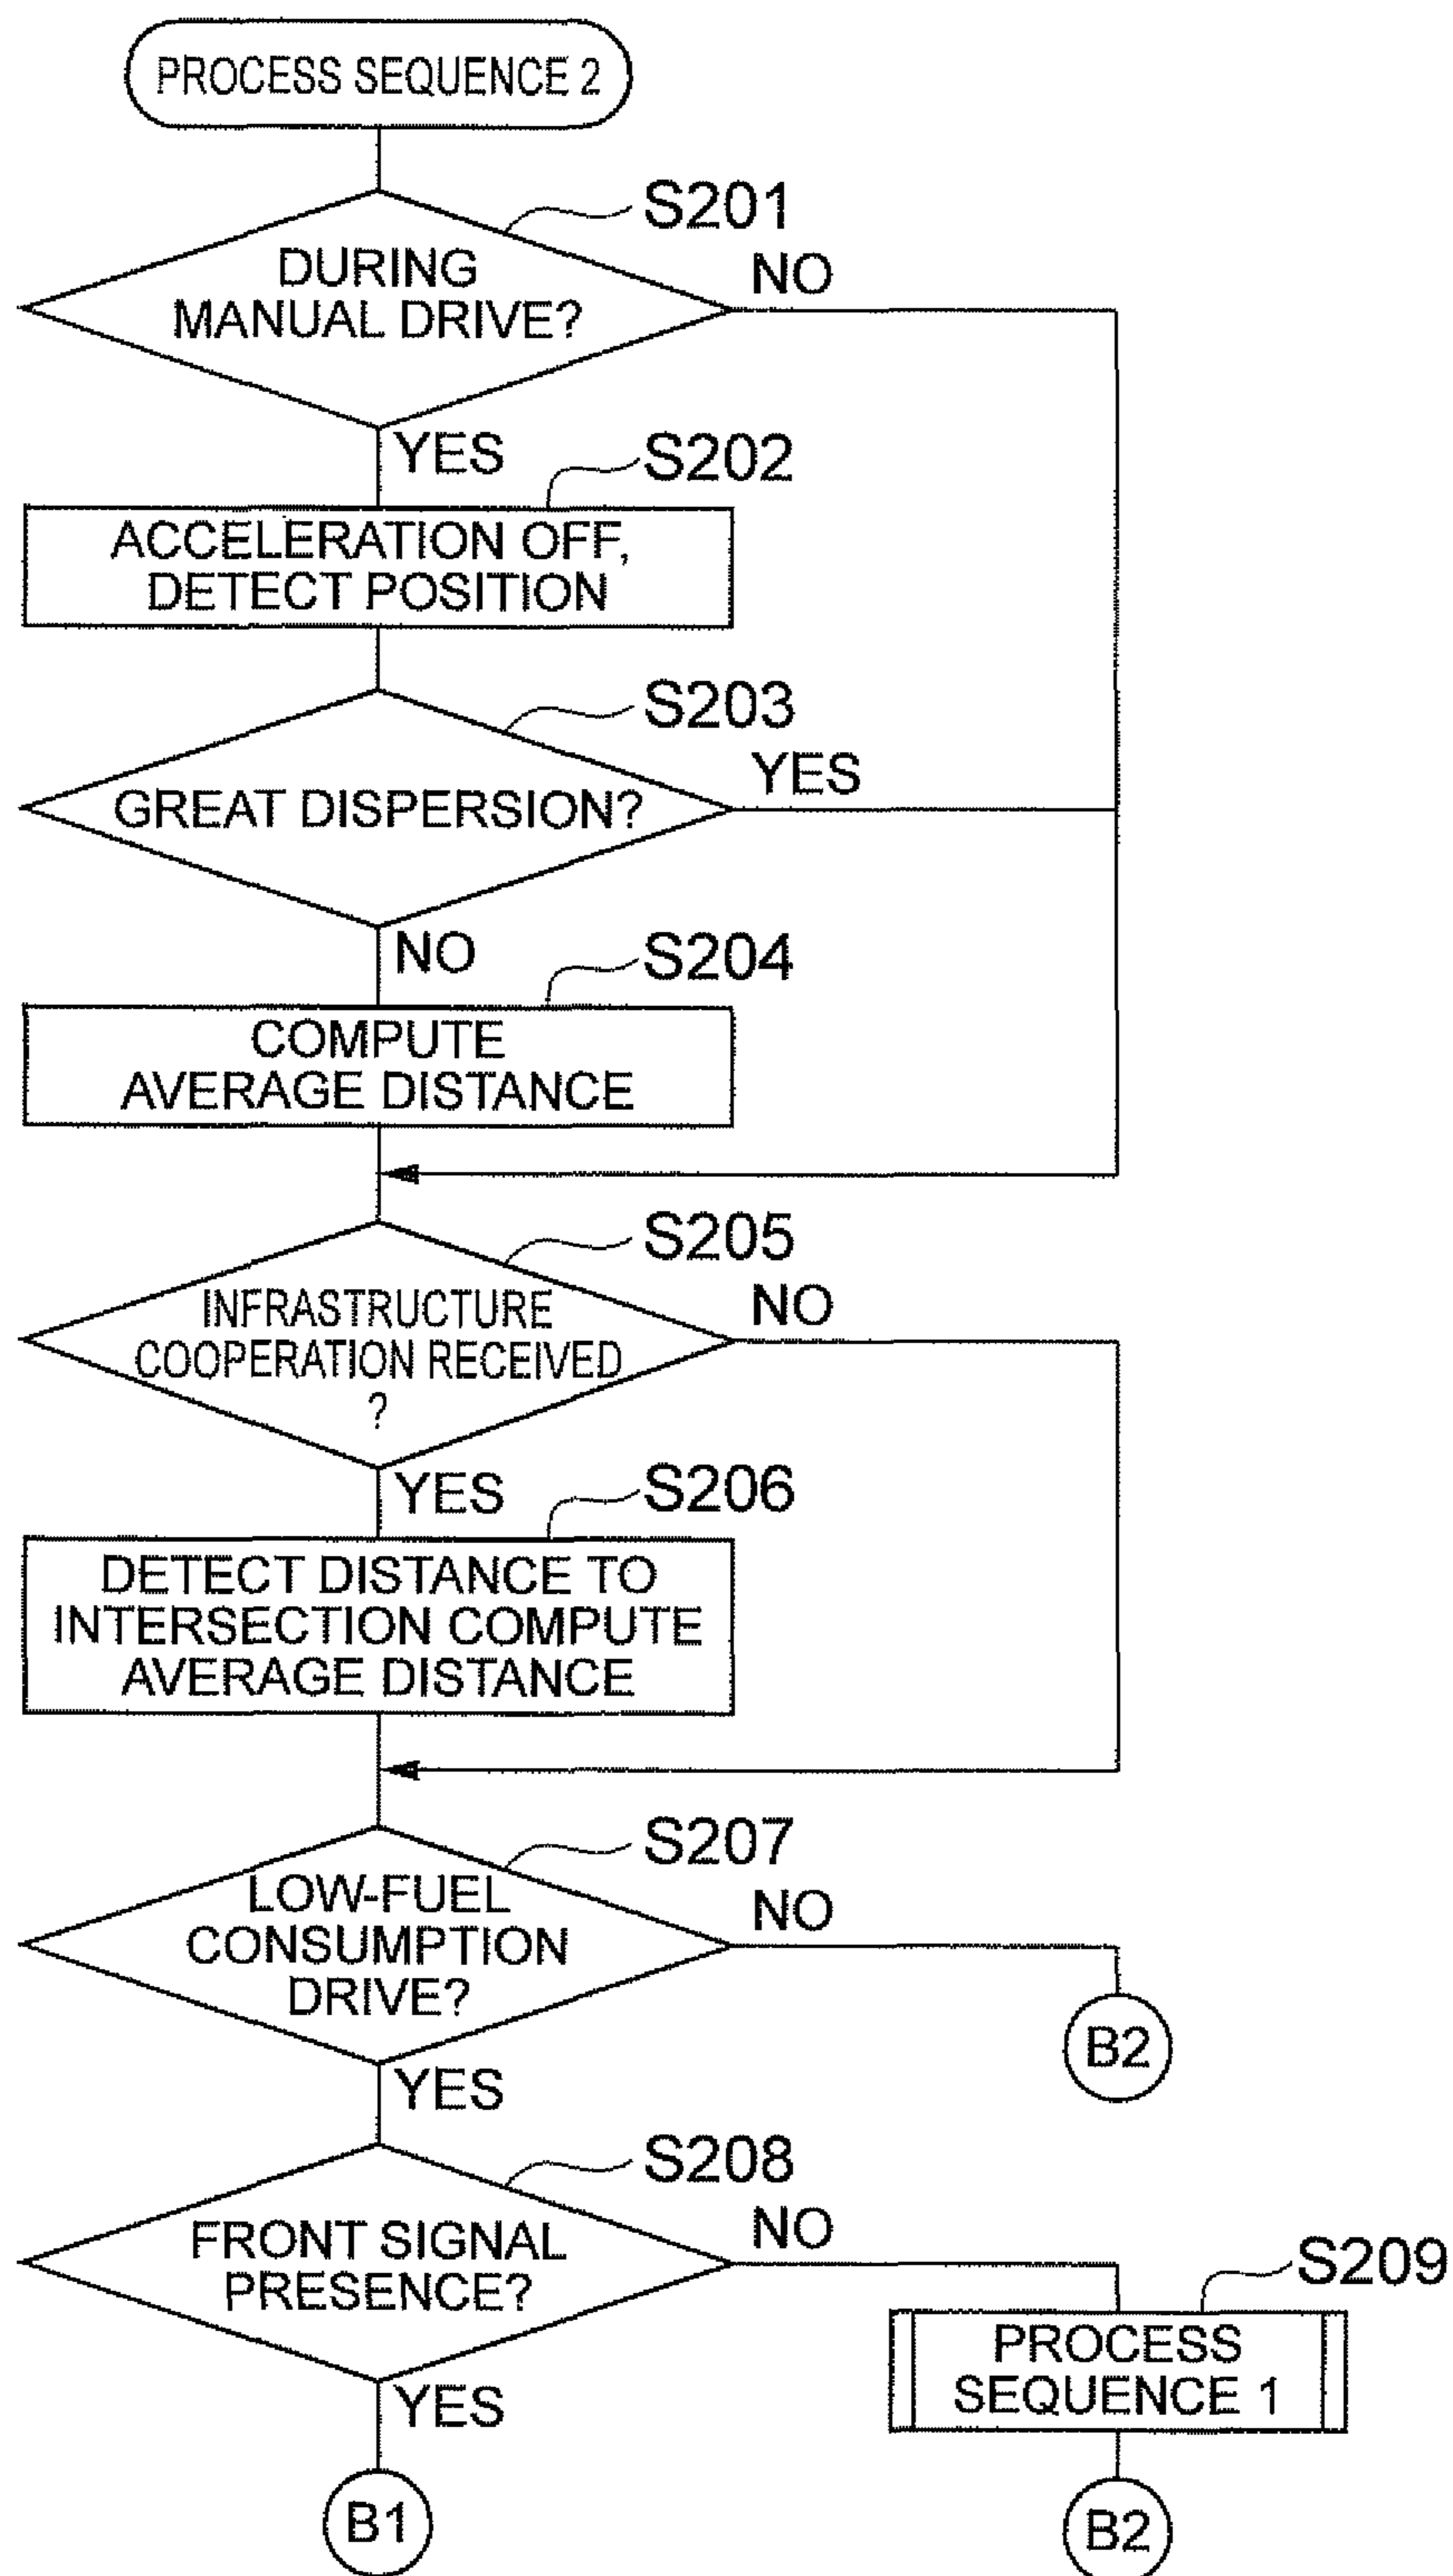 PROCESS SEQUENCE 2
S201
DURING
MANUAL DRIVE?
NO
YES
S202
ACCELERATION OFF,
DETECT POSITION
S203
GREAT DISPERSION?
YES
NO
S204
COMPUTE
AVERAGE DISTANCE
S205
INFRASTRUCTURE
COOPERATION RECEIVED
?
NO
YES
S206
DETECT DISTANCE TO
INTERSECTION COMPUTE
AVERAGE DISTANCE
S207
LOW-FUEL
CONSUMPTION
DRIVE?
NO
B2
YES
S208
FRONT SIGNAL
PRESENCE?
NO
S209
PROCESS
SEQUENCE 1
YES
B1
B2